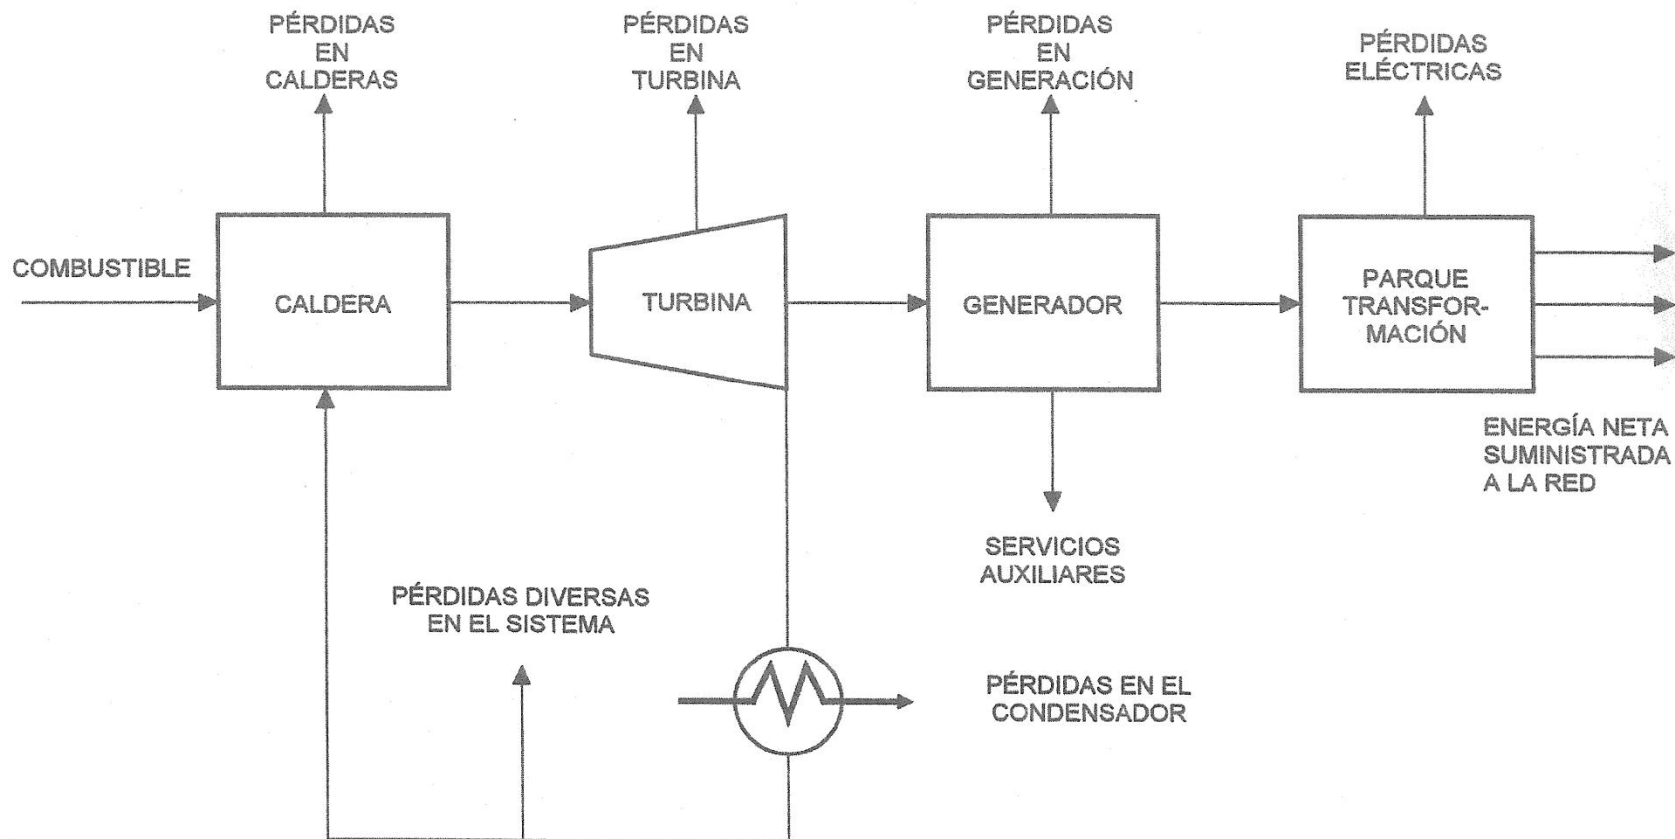 PÉRDIDAS
EN
CALDERAS
PÉRDIDAS
EN
TURBINA
PÉRDIDAS
EN
GENERACIÓN
PÉRDIDAS
ELÉCTRICAS
COMBUSTIBLE
CALDERA
TURBINA
GENERADOR
PARQUE
TRANSFOR-
MACIÓN
ENERGÍA NETA
SUMINISTRADA
A LA RED
SERVICIOS
AUXILIARES
PÉRDIDAS DIVERSAS
EN EL SISTEMA
PÉRDIDAS EN EL
CONDENSADOR